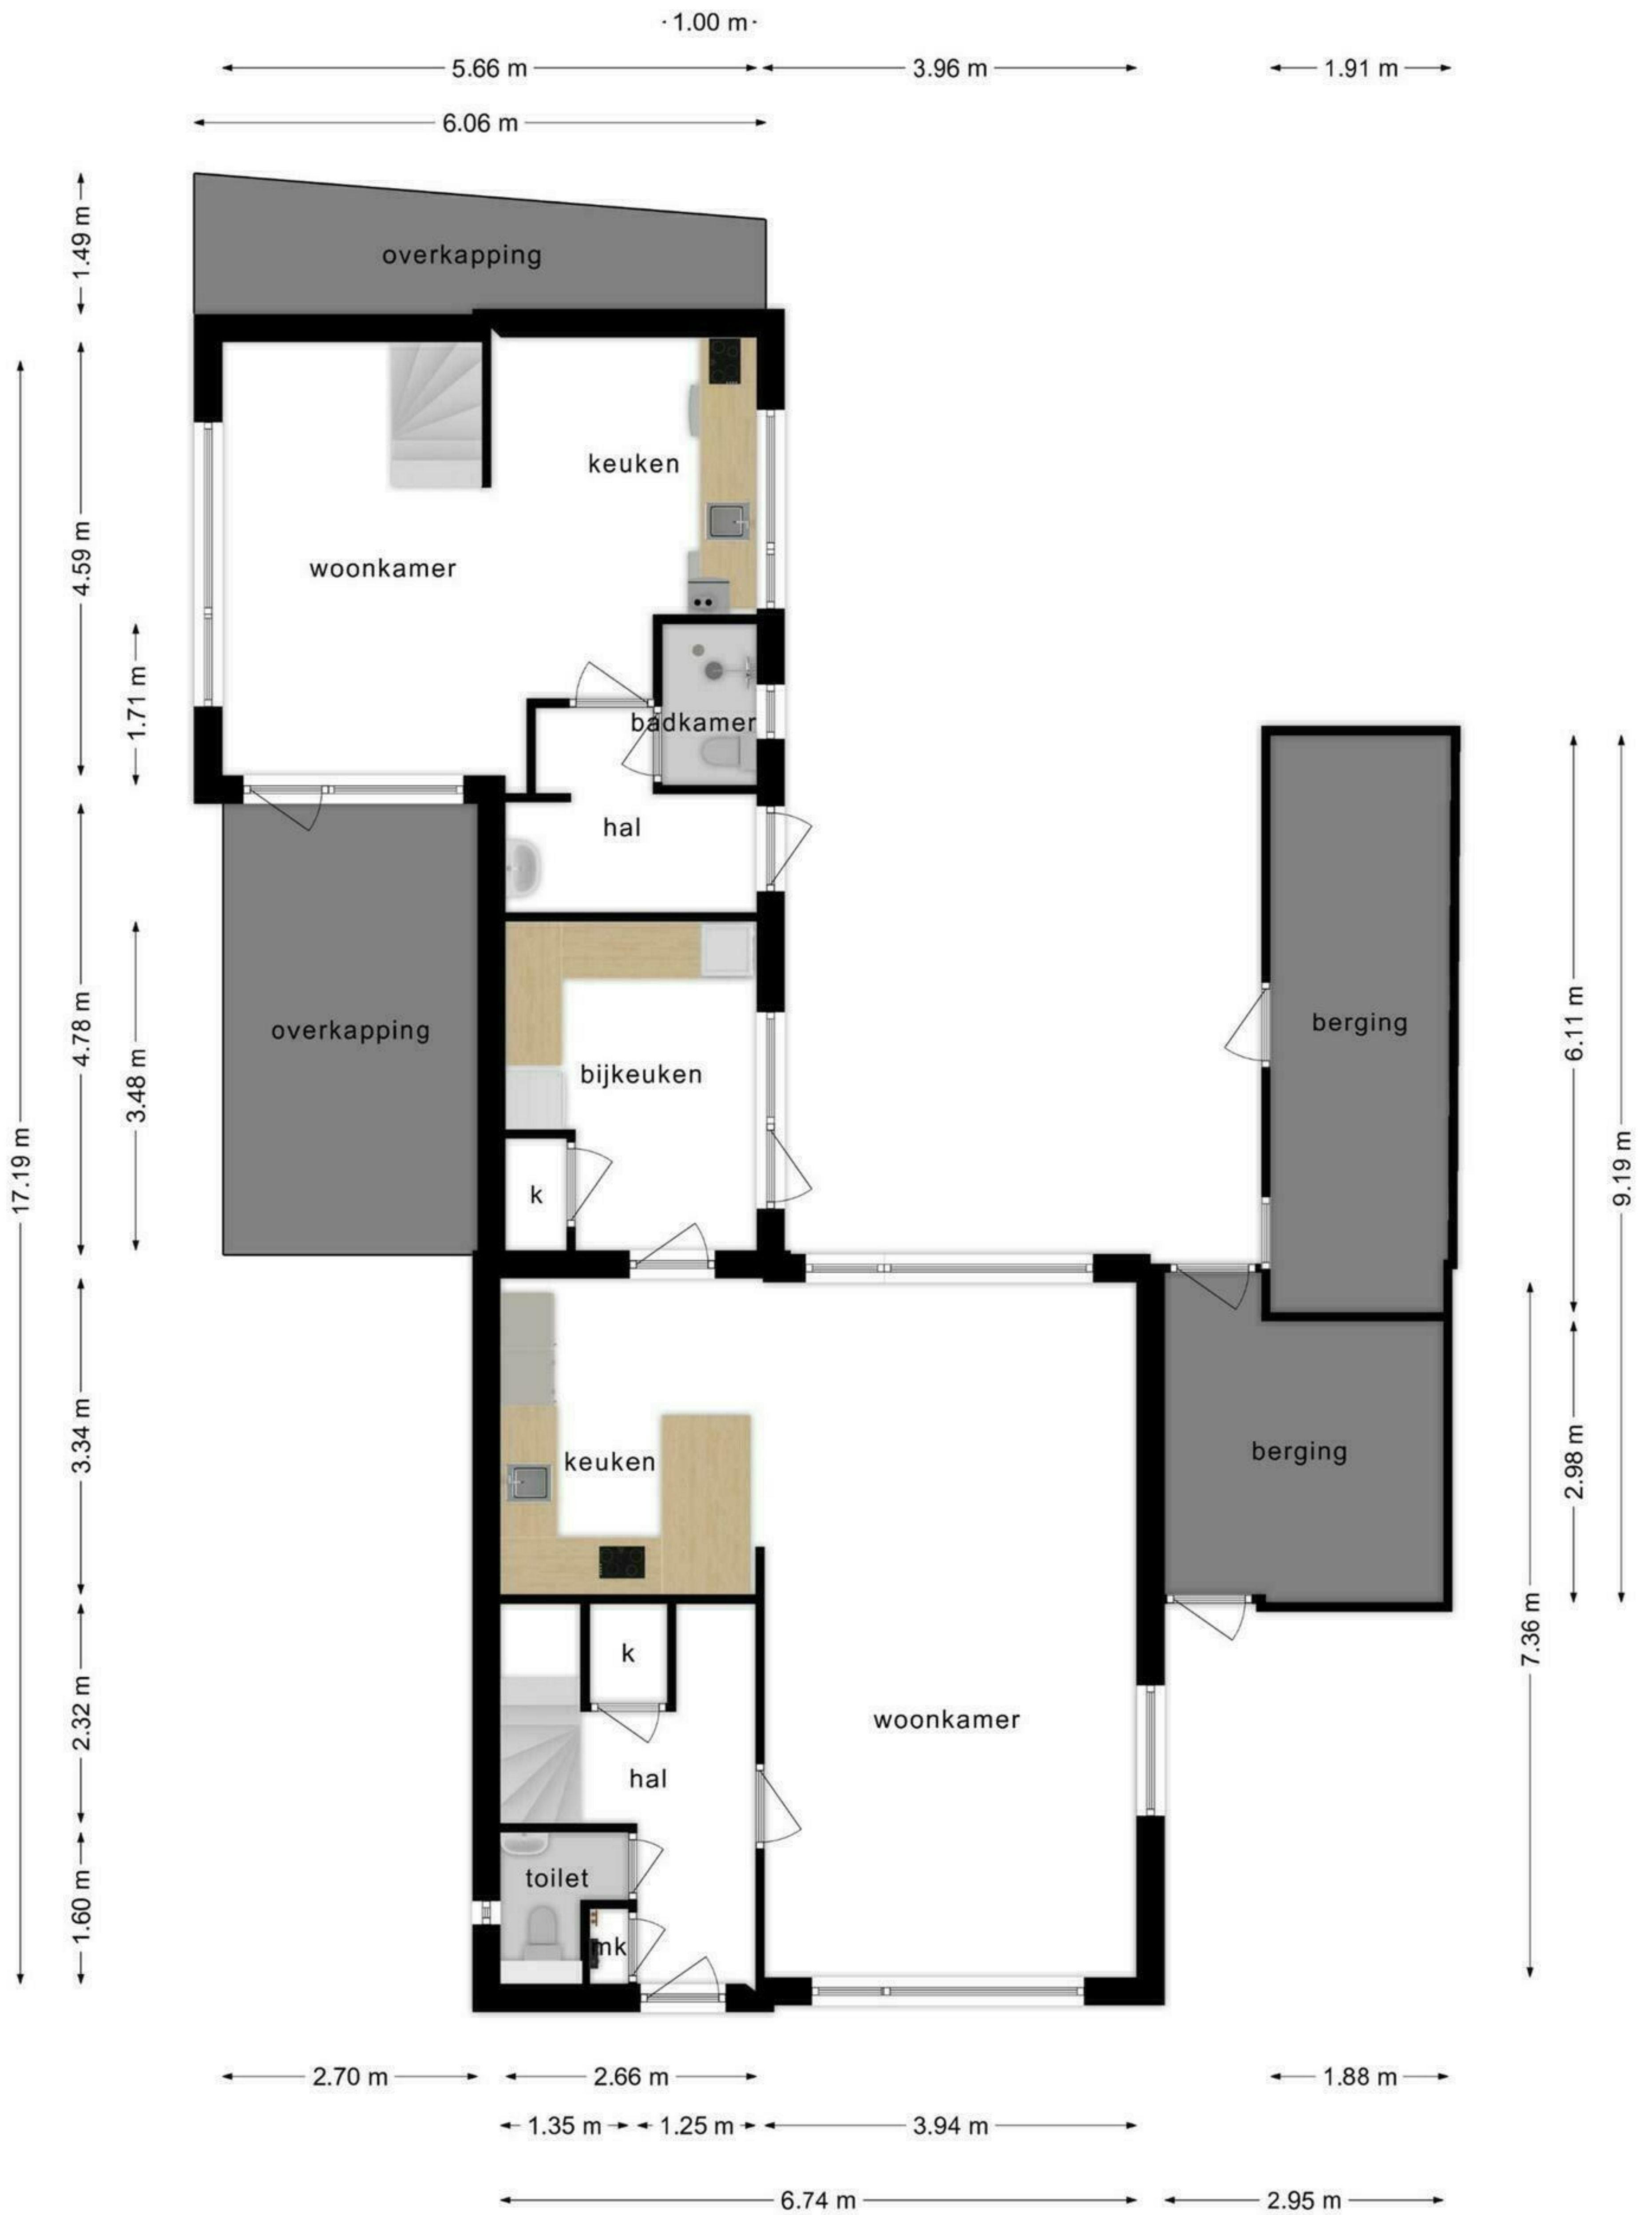 1.00 m
5.66 m
3.96 m
1.91 m
6.06 m
overkapping
1.49 m
keuken
woonkamer
4.59 m
1.71 m
badkamer
hal
overkapping
bijkeuken
berging
4.78 m
3.48 m
6.11 m
17.19 m
9.19 m
k
keuken
berging
3.34 m
2.98 m
k
woonkamer
7.36 m
2.32 m
hal
toilet
mk
1.60 m
2.70 m
2.66 m
1.88 m
1.35 m
1.25 m
3.94 m
6.74 m
2.95 m